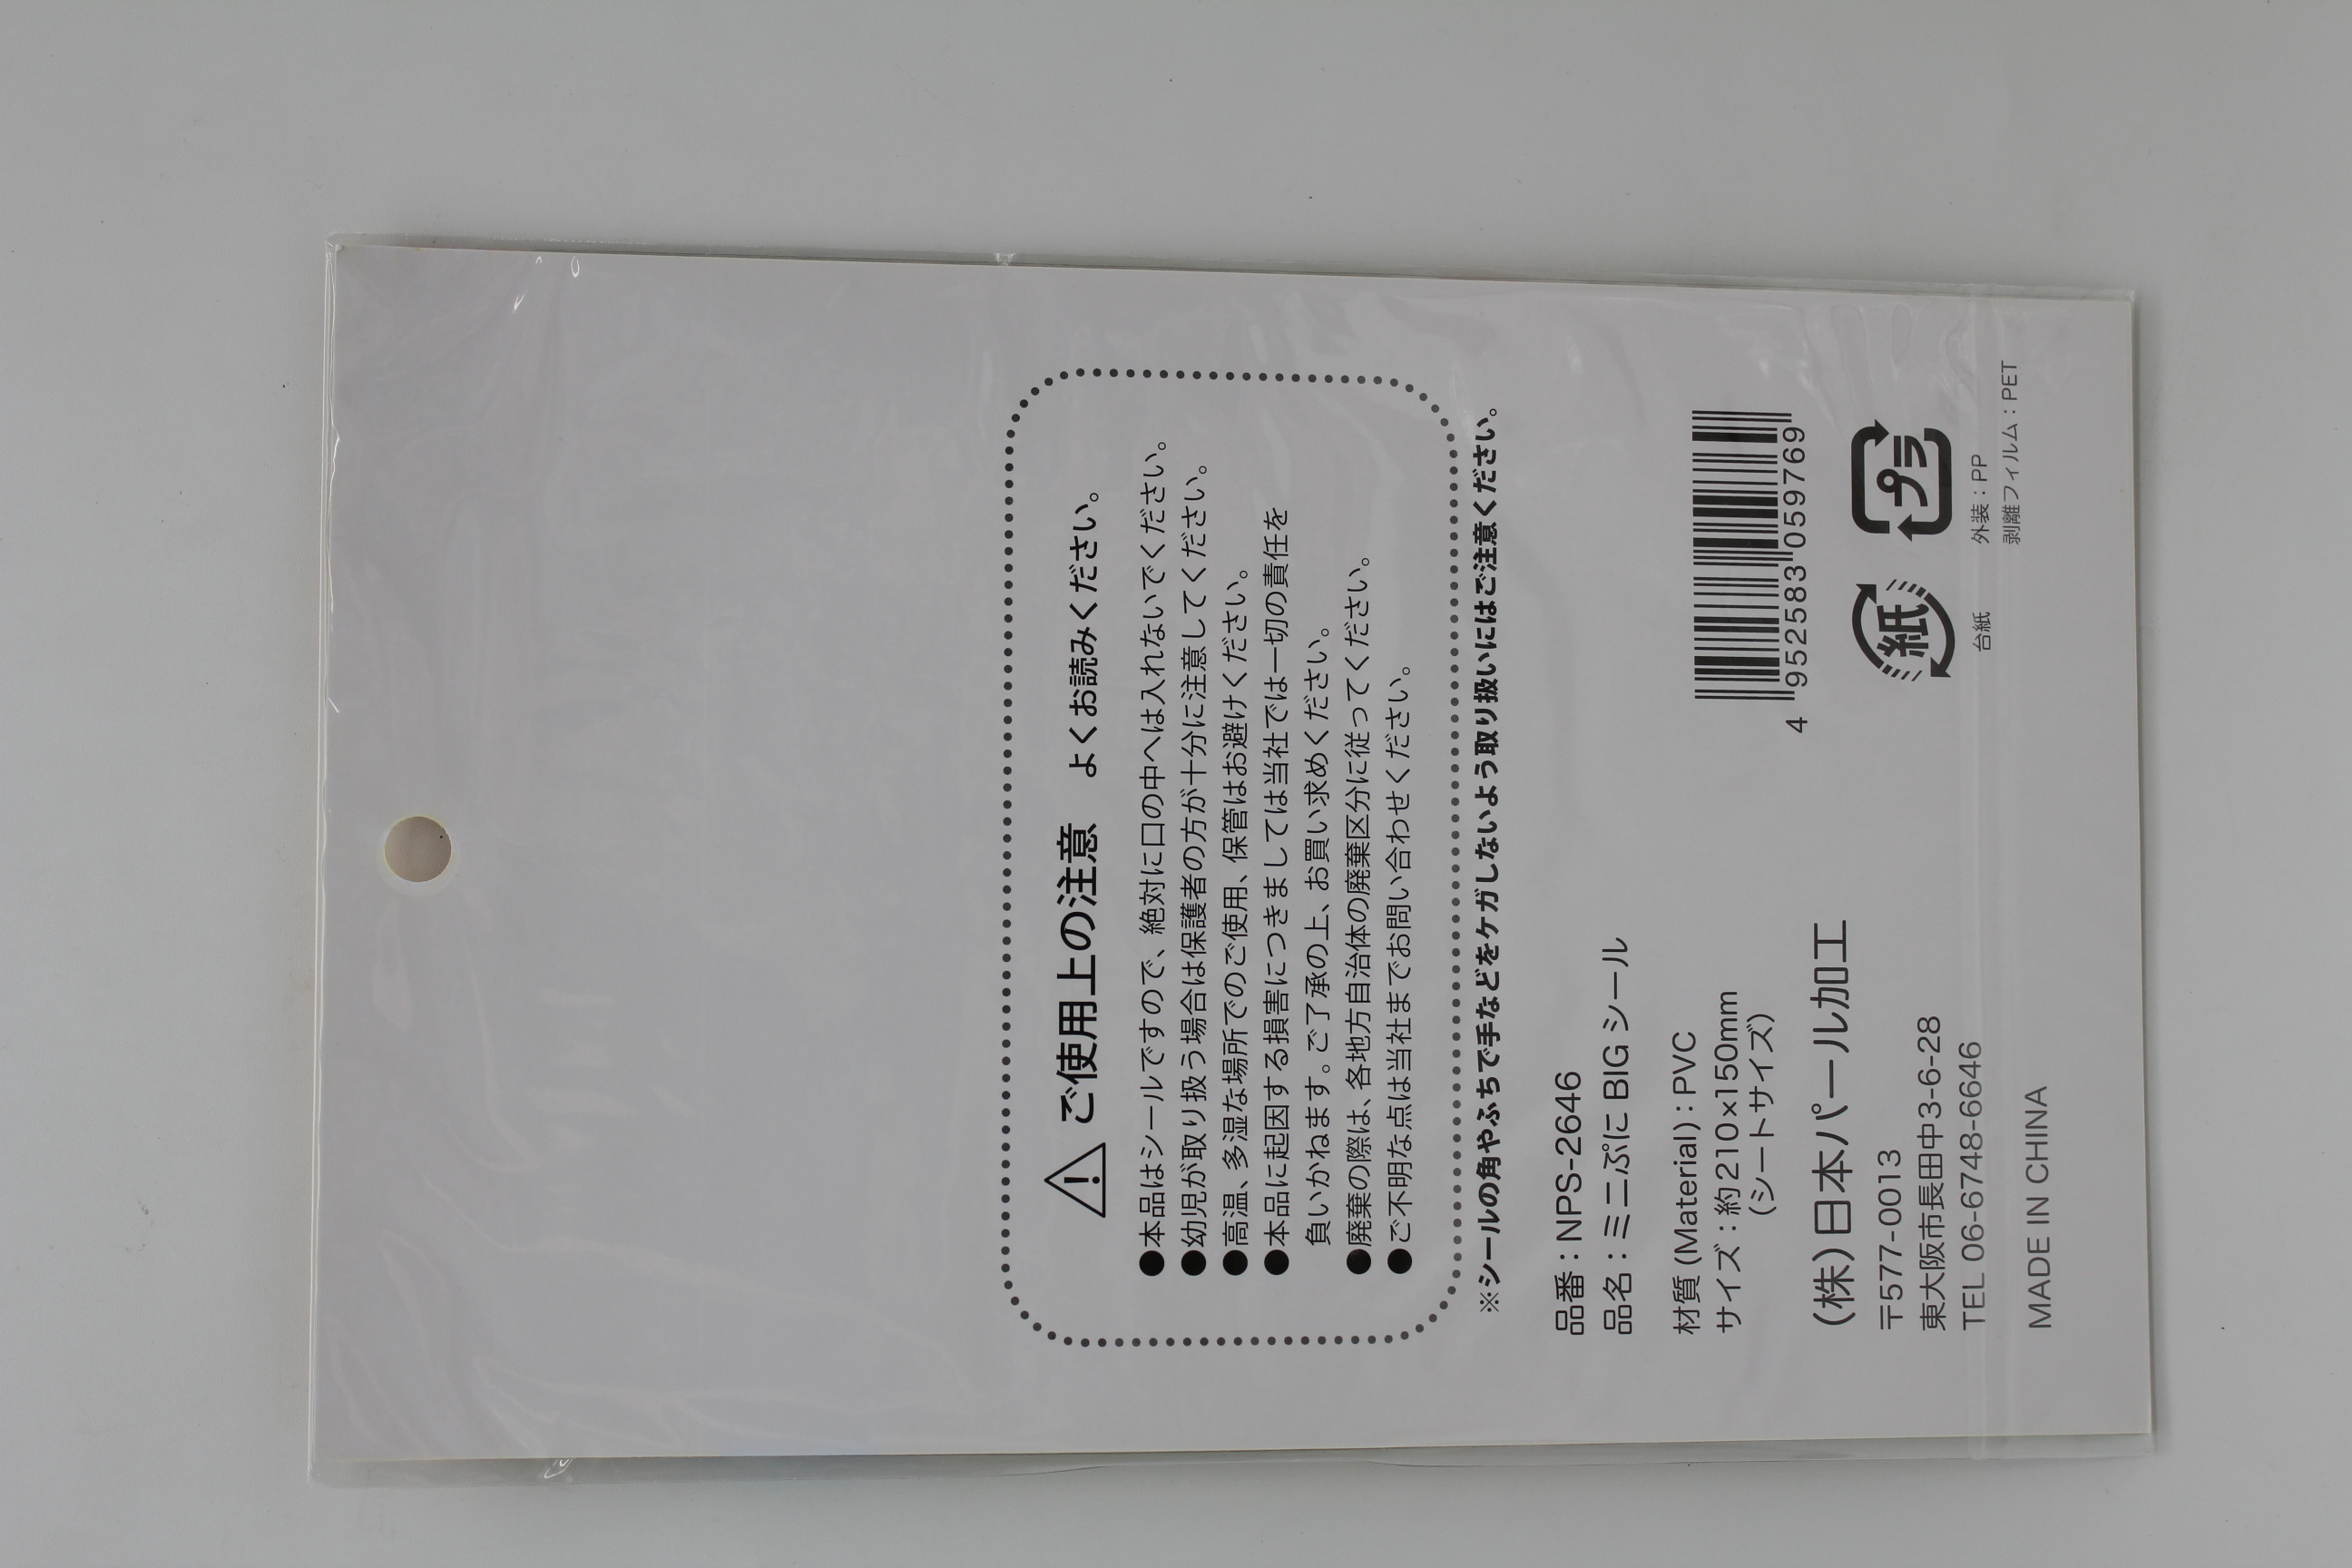 ⚠ ご使用上の注意 よくお読みください。
●本品はシールですので、絶対に口の中へは入れないでください。
●幼児が取り扱う場合は保護者の方が十分に注意してください。
●高温、多湿な場所でのご使用、保管はお避けください。
●本品に起因する損害につきましては当社では一切の責任を
負いかねます。ご了承の上、お買い求めください。
●廃棄の際は、各地方自治体の廃棄区分に従ってください。
●ご不明な点は当社までお問い合わせください。
※シールの角やふちで手などをケガしないよう取り扱いにはご注意ください。
品番：NPS-2646
品名：ミニぷに BIG シール
材質 (Material)：PVC
サイズ：約210×150mm
（シートサイズ）
(株)日本パール加工
〒577-0013
東大阪市長田中3-6-28
TEL 06-6748-6646
MADE IN CHINA
4 952583 059769
紙
プラ
台紙
外装：PP
剥離フィルム：PET